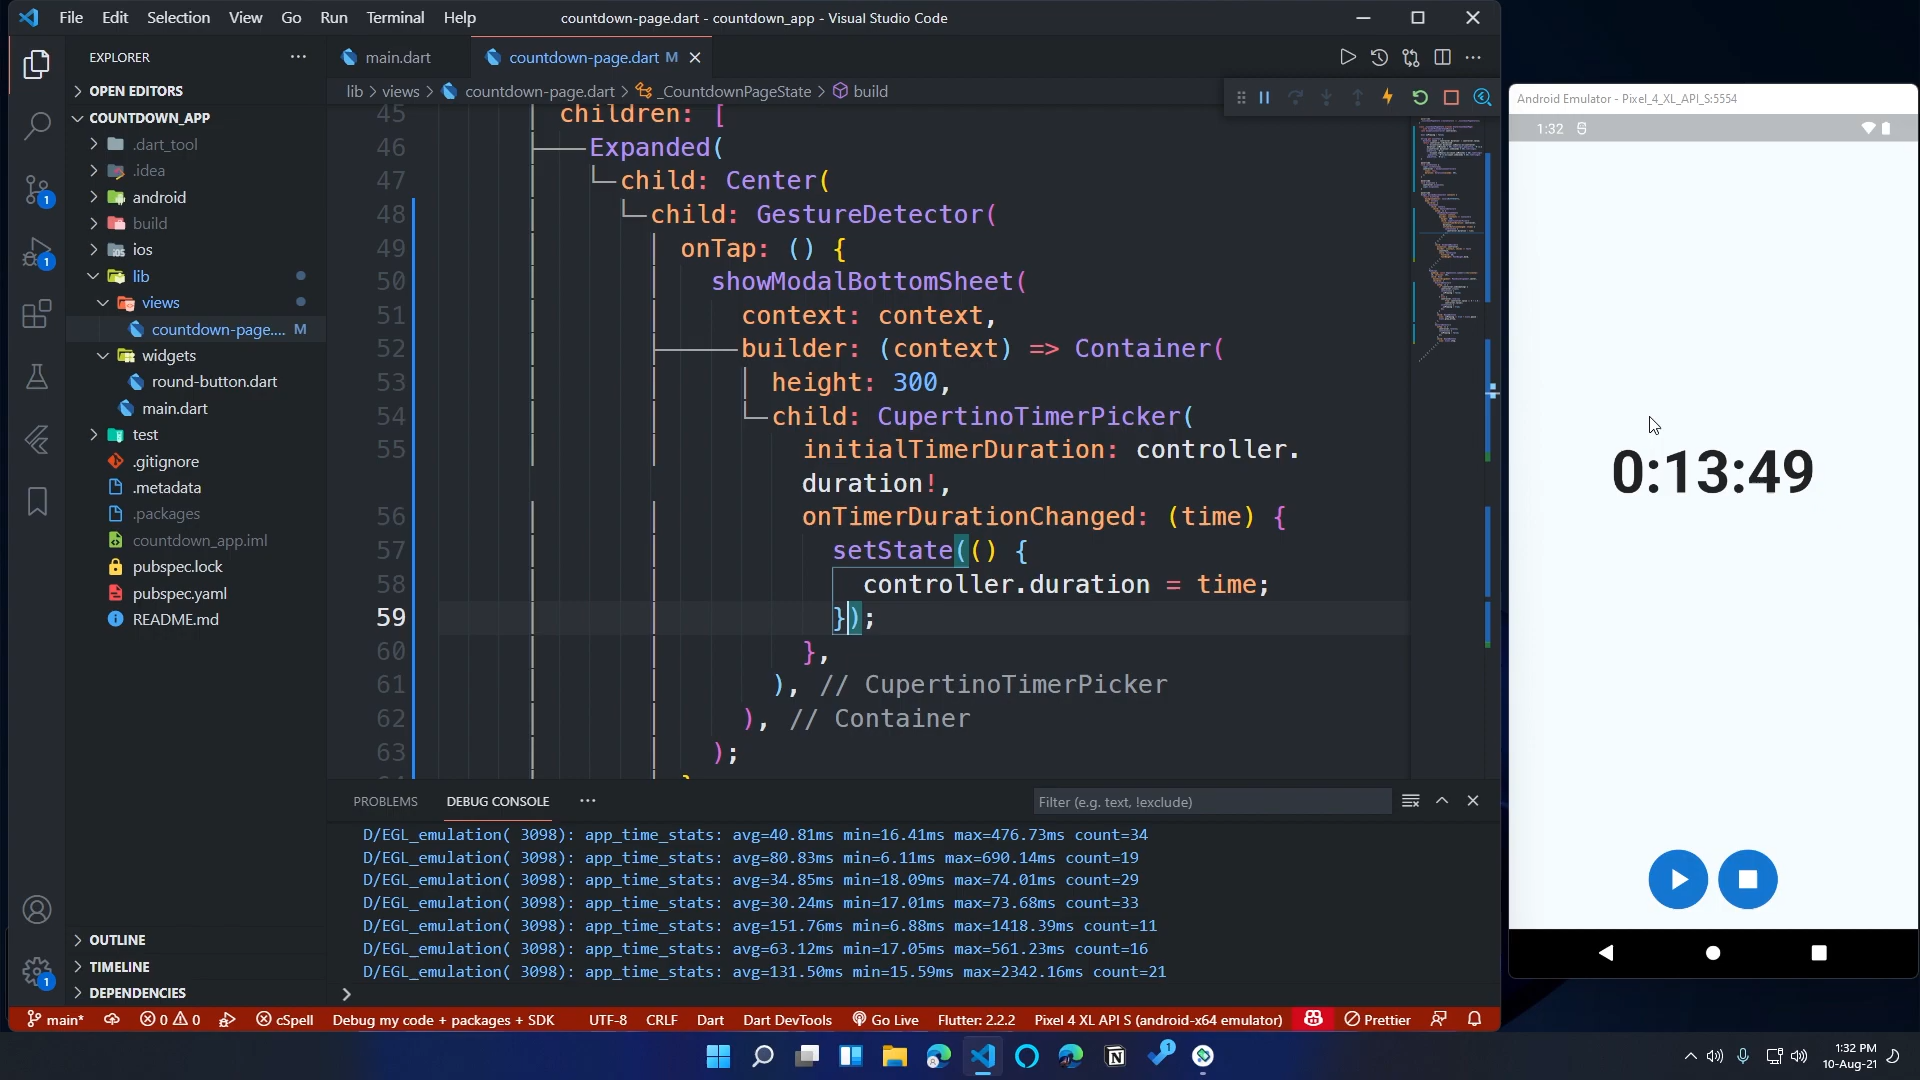 File Edit Selection View Go Run Terminal Help
countdown-page.dart - countdown_app - Visual Studio Code
EXPLORER
OPEN EDITORS
COUNTDOWN_APP
.dart_tool
.idea
android
build
ios
lib
views
countdown-page.... M
widgets
round-button.dart
main.dart
test
.gitignore
.metadata
.packages
countdown_app.iml
pubspec.lock
pubspec.yaml
README.md
OUTLINE
TIMELINE
DEPENDENCIES
1
1
1
main.dart
countdown-page.dart M
lib > views > countdown-page.dart > _CountdownPageState > build
45 children: [
46 Expanded(
47 child: Center(
48 child: GestureDetector(
49 onTap: () {
50 showModalBottomSheet(
51 context: context,
52 builder: (context) => Container(
53 height: 300,
54 child: CupertinoTimerPicker(
55 initialTimerDuration: controller.
duration!,
56 onTimerDurationChanged: (time) {
57 setState(() {
58 controller.duration = time;
59 });
60 },
61 ), // CupertinoTimerPicker
62 ), // Container
63 );
PROBLEMS DEBUG CONSOLE
Filter (e.g. text, !exclude)
D/EGL_emulation( 3098): app_time_stats: avg=40.81ms min=16.41ms max=476.73ms count=34
D/EGL_emulation( 3098): app_time_stats: avg=80.83ms min=6.11ms max=690.14ms count=19
D/EGL_emulation( 3098): app_time_stats: avg=34.85ms min=18.09ms max=74.01ms count=29
D/EGL_emulation( 3098): app_time_stats: avg=30.24ms min=17.01ms max=73.68ms count=33
D/EGL_emulation( 3098): app_time_stats: avg=151.76ms min=6.88ms max=1418.39ms count=11
D/EGL_emulation( 3098): app_time_stats: avg=63.12ms min=17.05ms max=561.23ms count=16
D/EGL_emulation( 3098): app_time_stats: avg=131.50ms min=15.59ms max=2342.16ms count=21
main* 0 0 cSpell Debug my code + packages + SDK UTF-8 CRLF Dart Dart DevTools Go Live Flutter: 2.2.2 Pixel 4 XL API S (android-x64 emulator) Prettier
Android Emulator - Pixel_4_XL_API_S:5554
1:32
0:13:49
1
1:32 PM
10-Aug-21